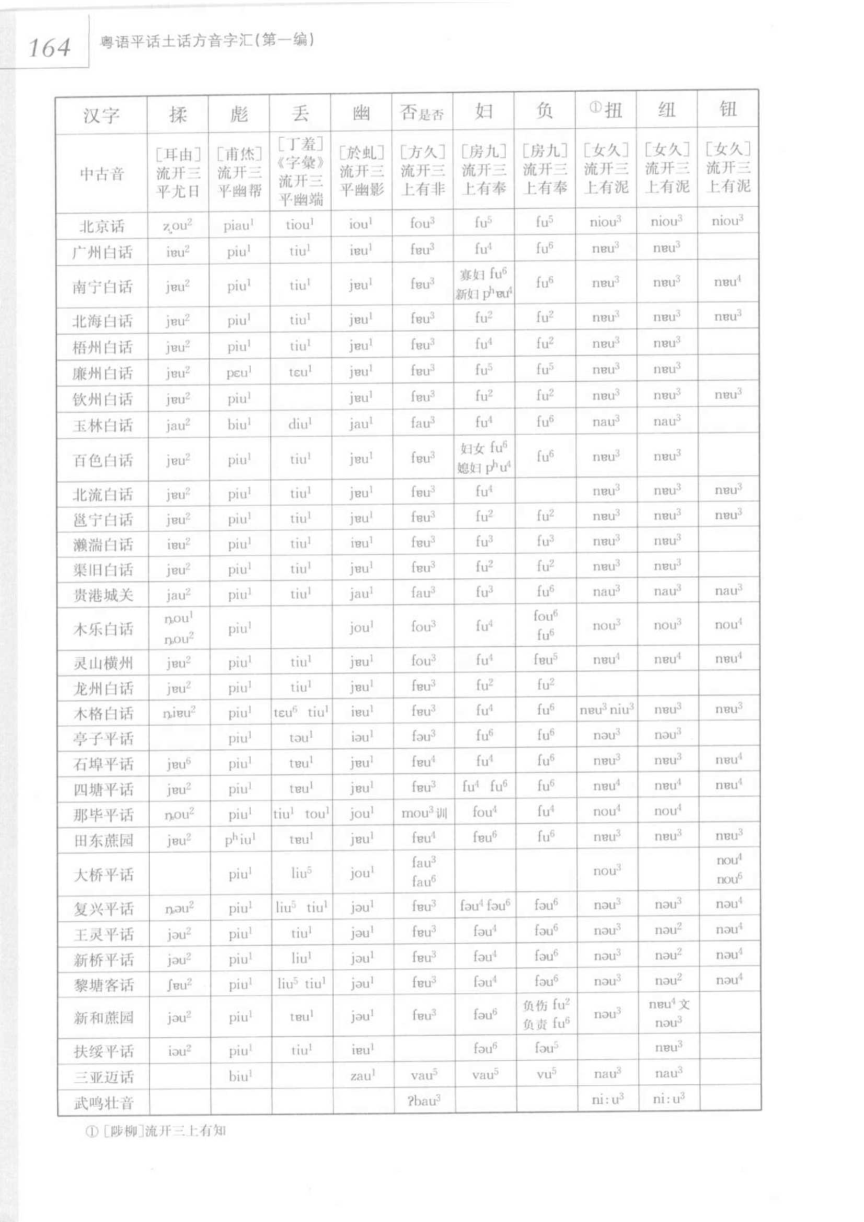 164 粤语平话土话方音字汇(第一编)
汉字 揉 彪 丢 幽 否是否 妇 负 ①扭 纽 钮
中古音 [耳由]流开三平尤日 [甫烋]流开三平幽帮 [丁羞]《字彙》流开三平幽端 [於虬]流开三平幽影 [方久]流开三上有非 [房九]流开三上有奉 [房九]流开三上有奉 [女久]流开三上有泥 [女久]流开三上有泥 [女久]流开三上有泥
北京话 ʐou² piau¹ tiou¹ iou¹ fou³ fu⁵ fu⁵ niou³ niou³ niou³
广州白话 iɐu² piu¹ tiu¹ iɐu¹ fɐu³ fu⁴ fu⁶ nɐu³ nɐu³
南宁白话 jɐu² piu¹ tiu¹ jɐu¹ fɐu³ 寡妇 fu⁶ 新妇 pʰɐu⁴ fu⁶ nɐu³ nɐu³ nɐu⁴
北海白话 jɐu² piu¹ tiu¹ jɐu¹ fɐu³ fu² fu² nɐu³ nɐu³ nɐu³
梧州白话 jɐu² piu¹ tiu¹ jɐu¹ fɐu³ fu⁴ fu² nɐu³ nɐu³
廉州白话 jɐu² pɛu¹ tɛu¹ jɐu¹ fɐu³ fu⁵ fu⁵ nɐu³ nɐu³
钦州白话 jɐu² piu¹ jɐu¹ fɐu³ fu² fu² nɐu³ nɐu³ nɐu³
玉林白话 jau² biu¹ diu¹ jau¹ fau³ fu⁴ fu⁶ nau³ nau³
百色白话 jɐu² piu¹ tiu¹ jɐu¹ fɐu³ 妇女 fu⁶ 媳妇 pʰu⁴ fu⁶ nɐu³ nɐu³
北流白话 jɐu² piu¹ tiu¹ jɐu¹ fɐu³ fu⁴ nɐu³ nɐu³ nɐu³
邕宁白话 jɐu² piu¹ tiu¹ jɐu¹ fɐu³ fu² fu² nɐu³ nɐu³ nɐu³
濑湍白话 iɐu² piu¹ tiu¹ iɐu¹ fɐu³ fu³ fu³ nɐu³ nɐu³
渠旧白话 jɐu² piu¹ tiu¹ jɐu¹ fɐu³ fu² fu² nɐu³ nɐu³
贵港城关 jau² piu¹ tiu¹ jau¹ fau³ fu³ fu⁶ nau³ nau³ nau³
木乐白话 ȵou¹ ȵou² piu¹ jou¹ fou³ fu⁴ fou⁶ fu⁶ nou³ nou³ nou⁴
灵山横州 jɐu² piu¹ tiu¹ jɐu¹ fou³ fu⁴ fɐu⁵ nɐu⁴ nɐu⁴ nɐu⁴
龙州白话 jɐu² piu¹ tiu¹ jɐu¹ fɐu³ fu² fu²
木格白话 ȵiɐu² piu¹ tɛu⁶ tiu¹ iɐu¹ fɐu³ fu⁴ fu⁶ nɐu³ niu³ nɐu³ nɐu³
亭子平话 piu¹ təu¹ iəu¹ fəu³ fu⁶ fu⁶ nəu³ nəu³
石埠平话 jɐu⁶ piu¹ tɐu¹ jɐu¹ fɐu⁴ fu⁴ fu⁶ nɐu³ nɐu³ nɐu⁴
四塘平话 jɐu² piu¹ tɐu¹ jɐu¹ fɐu³ fu⁴ fu⁶ fu⁶ nɐu⁴ nɐu⁴ nɐu⁴
那毕平话 ȵou² piu¹ tiu¹ tou¹ jou¹ mou³训 fou⁴ fu⁴ nou⁴ nou⁴
田东蔗园 jɐu² pʰiu¹ tɐu¹ jɐu¹ fɐu⁴ fɐu⁶ fu⁶ nɐu³ nɐu³ nɐu³
大桥平话 piu¹ liu⁵ jou¹ fau³ fau⁶ nou³ nou⁴ nou⁶
复兴平话 ȵəu² piu¹ liu⁵ tiu¹ jəu¹ fɐu³ fəu⁴ fəu⁶ fəu⁶ nəu³ nəu³ nəu⁴
王灵平话 jəu² piu¹ tiu¹ jəu¹ fɐu³ fəu⁴ fəu⁶ nəu³ nəu² nəu⁴
新桥平话 jəu² piu¹ liu¹ jəu¹ fɐu³ fəu⁴ fəu⁶ nəu³ nəu² nəu⁴
黎塘客话 ʃɐu² piu¹ liu⁵ tiu¹ jəu¹ fɐu³ fəu⁴ fəu⁶ nəu³ nəu² nəu⁴
新和蔗园 jəu² piu¹ tɐu¹ jəu¹ fɐu³ fəu⁶ 负伤 fu² 负责 fu⁶ nəu³ nɐu⁴文 nəu³
扶绥平话 iəu² piu¹ tiu¹ iɐu¹ fəu⁶ fəu⁵ nɐu³
三亚迈话 biu¹ zau¹ vau⁵ vau⁵ vu⁵ nau³ nau³
武鸣壮音 ʔbau³ niːu³ niːu³
①[陟柳]流开三上有知